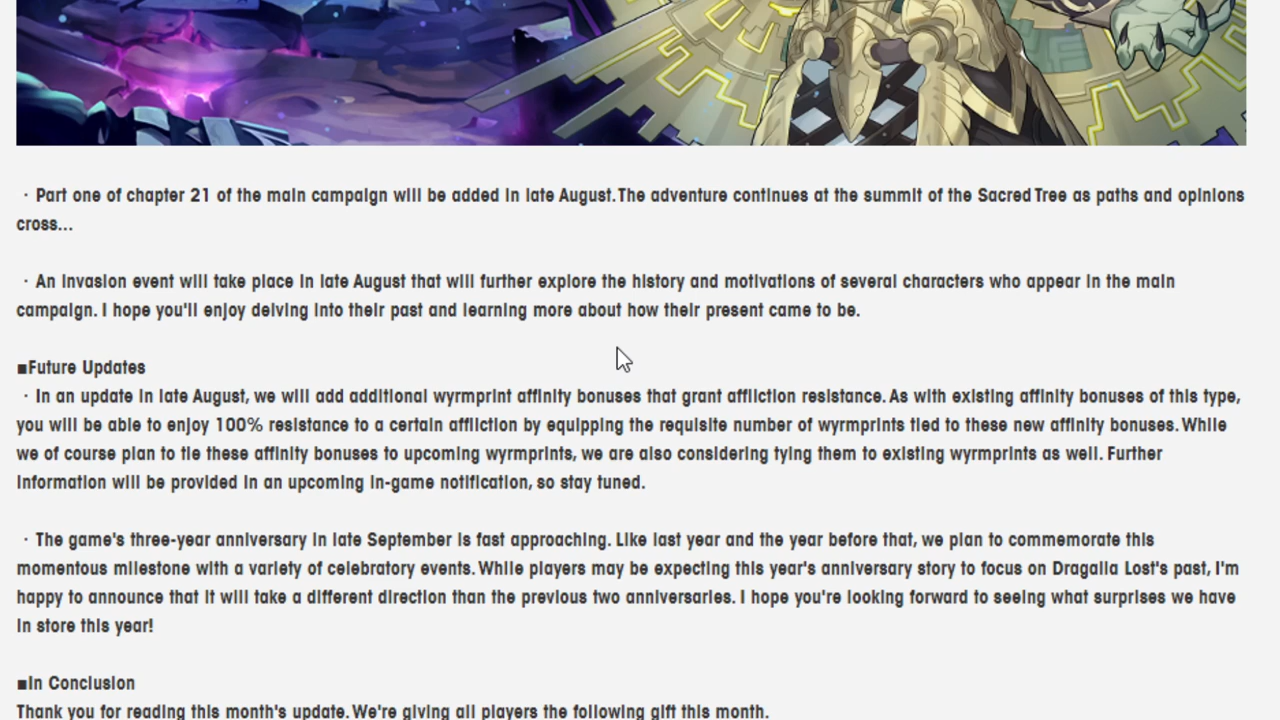 · Part one of chapter 21 of the main campaign will be added in late August. The adventure continues at the summit of the Sacred Tree as paths and opinions
cross...
· An invasion event will take place in late August that will further explore the history and motivations of several characters who appear in the main
campaign. I hope you'll enjoy delving into their past and learning more about how their present came to be.
■Future Updates
· In an update in late August, we will add additional wyrmprint affinity bonuses that grant affliction resistance. As with existing affinity bonuses of this type,
you will be able to enjoy 100% resistance to a certain affliction by equipping the requisite number of wyrmprints tied to these new affinity bonuses. While
we of course plan to tie these affinity bonuses to upcoming wyrmprints, we are also considering tying them to existing wyrmprints as well. Further
information will be provided in an upcoming in-game notification, so stay tuned.
· The game's three-year anniversary in late September is fast approaching. Like last year and the year before that, we plan to commemorate this
momentous milestone with a variety of celebratory events. While players may be expecting this year's anniversary story to focus on Dragalia Lost's past, I'm
happy to announce that it will take a different direction than the previous two anniversaries. I hope you're looking forward to seeing what surprises we have
in store this year!
■In Conclusion
Thank you for reading this month's update. We're giving all players the following gift this month.